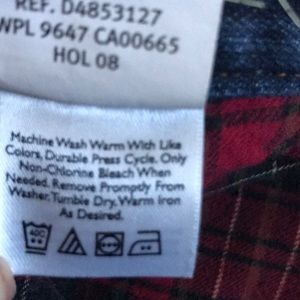 REF. D4853127
WPL 9647 CA00665
HOL 08
Machine Wash Warm With Like
Colors, Durable Press Cycle. Only
Non-Chlorine Bleach When
Needed. Remove Promptly From
Washer. Tumble Dry, Warm Iron
As Desired.
40C